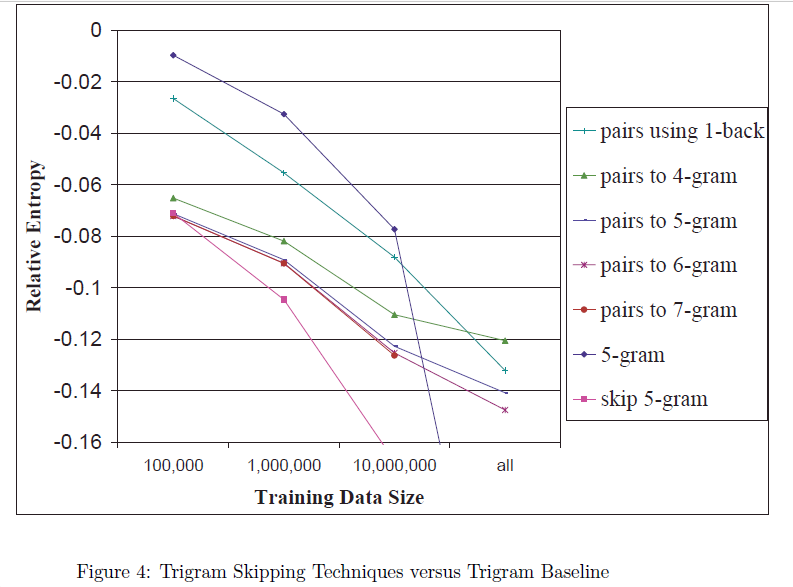 0
-0.02
-0.04
-0.06
-0.08
-0.1
-0.12
-0.14
-0.16
Relative Entropy
100,000 1,000,000 10,000,000 all
Training Data Size
pairs using 1-back
pairs to 4-gram
pairs to 5-gram
pairs to 6-gram
pairs to 7-gram
5-gram
skip 5-gram
Figure 4: Trigram Skipping Techniques versus Trigram Baseline